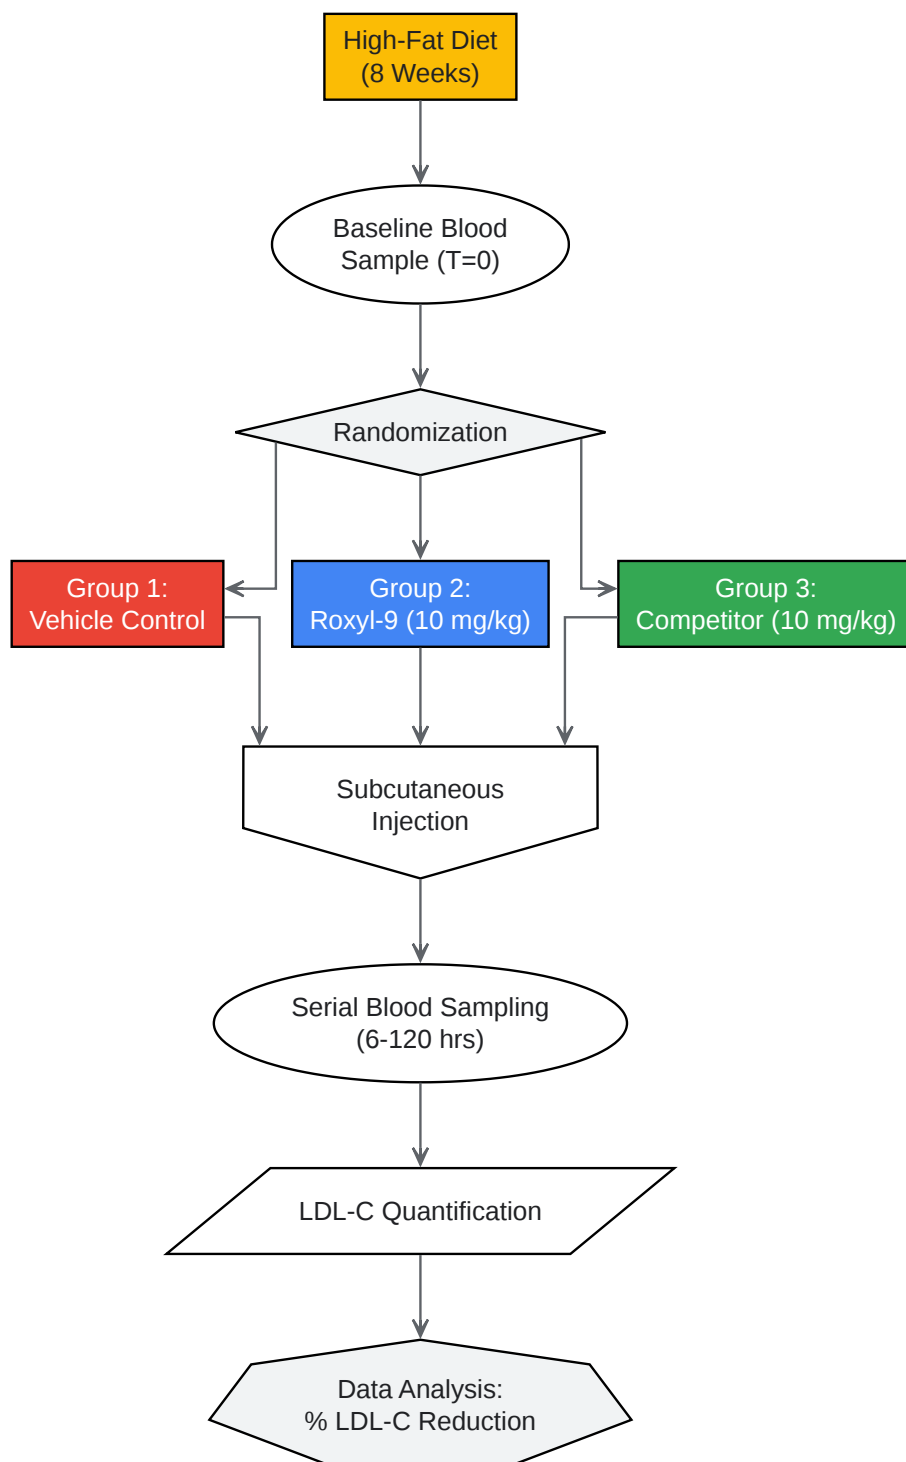 High-Fat Diet
(8 Weeks)
Baseline Blood
Sample (T=0)
Randomization
Group 1:
Vehicle Control
Group 2:
Roxyl-9 (10 mg/kg)
Group 3:
Competitor (10 mg/kg)
Subcutaneous
Injection
Serial Blood Sampling
(6-120 hrs)
LDL-C Quantification
Data Analysis:
% LDL-C Reduction